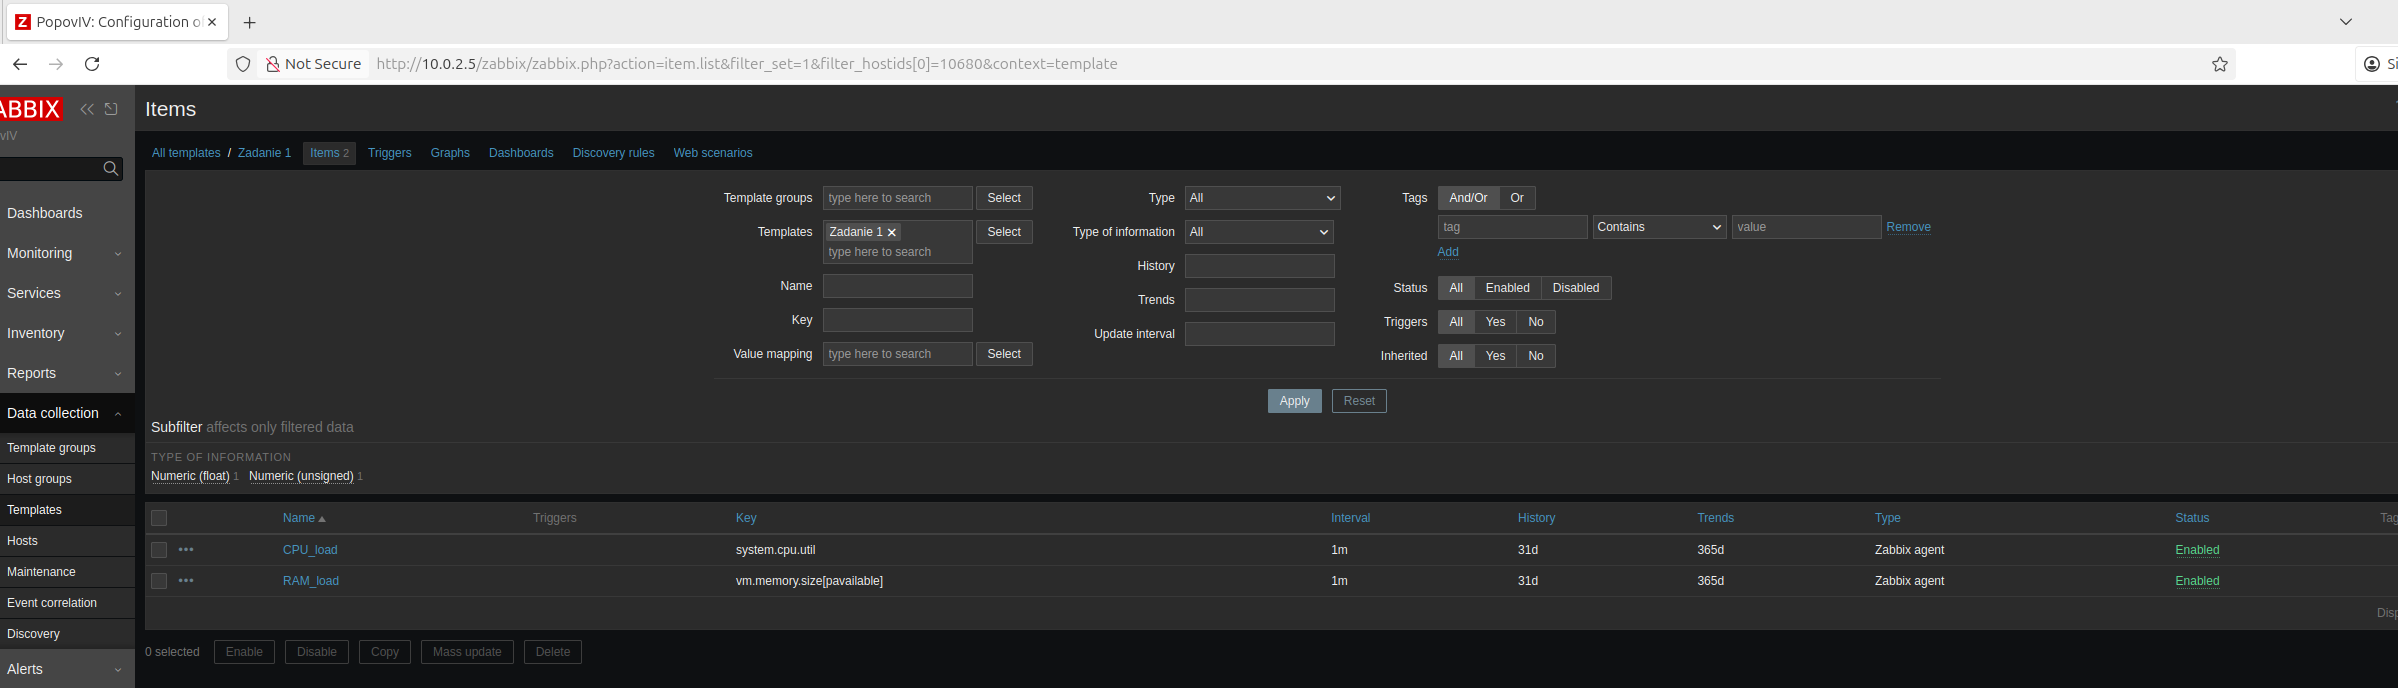 PopovIV: Configuration o
Not Secure
http://10.0.2.5/zabbix/zabbix.php?action=item.list&filter_set=1&filter_hostids[0]=10680&context=template
Si
ABBIX
vIV
Items
All templates / Zadanie 1 Items 2 Triggers Graphs Dashboards Discovery rules Web scenarios
Dashboards
Monitoring
Services
Inventory
Reports
Data collection
Template groups
Host groups
Templates
Hosts
Maintenance
Event correlation
Discovery
Alerts
Template groups type here to search Select
Templates Zadanie 1 Select
type here to search
Name
Key
Value mapping type here to search Select
Type All
Type of information All
History
Trends
Update interval
Tags And/Or Or
tag Contains value Remove
Add
Status All Enabled Disabled
Triggers All Yes No
Inherited All Yes No
Apply Reset
Subfilter affects only filtered data
TYPE OF INFORMATION
Numeric (float) 1 Numeric (unsigned) 1
Name Triggers Key Interval History Trends Type Status Tag
CPU_load system.cpu.util 1m 31d 365d Zabbix agent Enabled
RAM_load vm.memory.size[pavailable] 1m 31d 365d Zabbix agent Enabled
Disp
0 selected Enable Disable Copy Mass update Delete